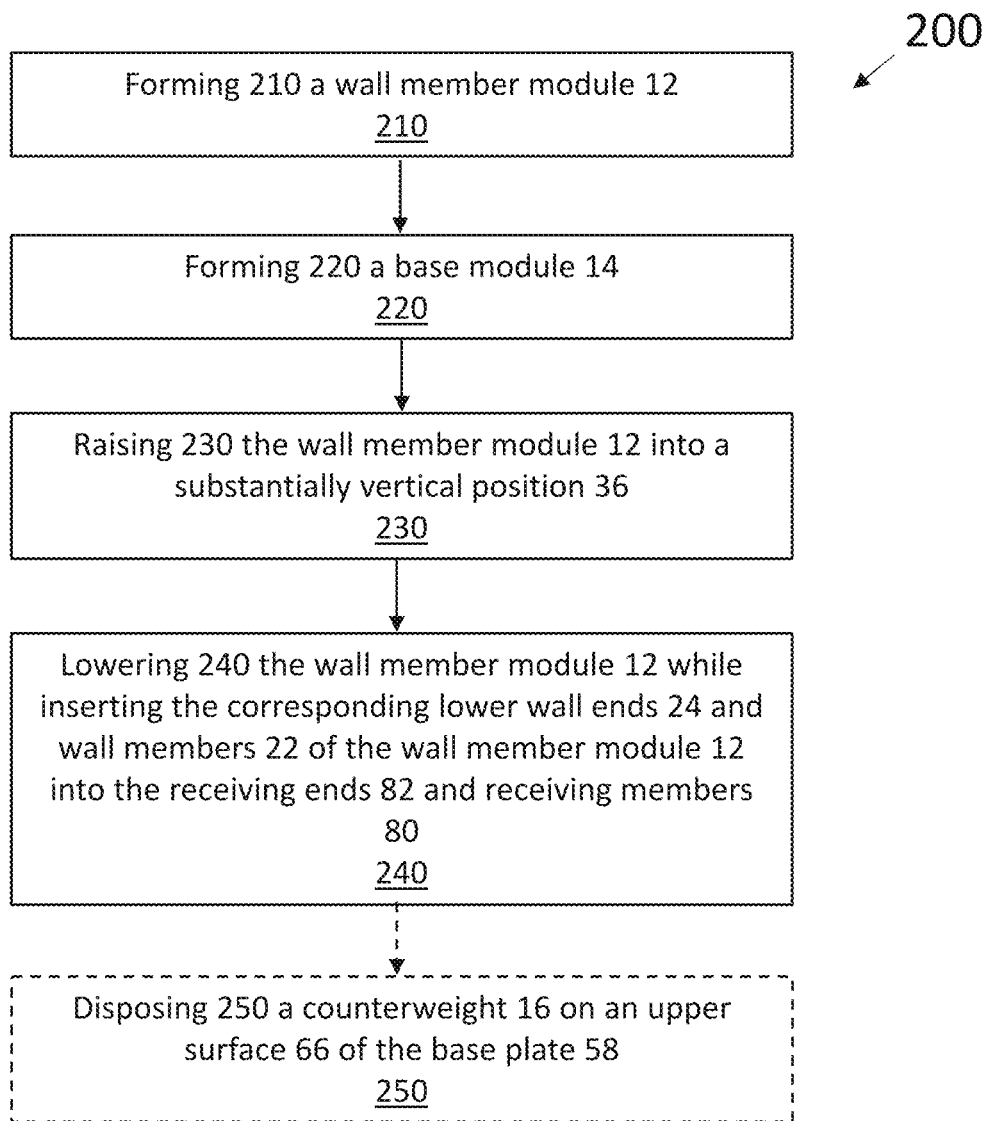 200
Forming 210 a wall member module 12
210
Forming 220 a base module 14
220
Raising 230 the wall member module 12 into a
substantially vertical position 36
230
Lowering 240 the wall member module 12 while
inserting the corresponding lower wall ends 24 and
wall members 22 of the wall member module 12
into the receiving ends 82 and receiving members
80
240
Disposing 250 a counterweight 16 on an upper
surface 66 of the base plate 58
250